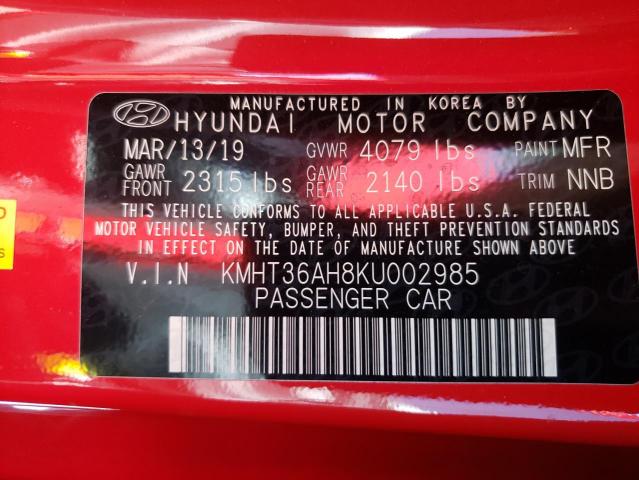 MANUFACTURED IN KOREA BY
HYUNDAI MOTOR COMPANY
MAR/13/19 GVWR 4079 lbs PAINT MFR
GAWR FRONT 2315 lbs GAWR REAR 2140 lbs TRIM NNB
THIS VEHICLE CONFORMS TO ALL APPLICABLE U.S.A. FEDERAL
MOTOR VEHICLE SAFETY, BUMPER, AND THEFT PREVENTION STANDARDS
IN EFFECT ON THE DATE OF MANUFACTURE SHOWN ABOVE
V.I.N KMHT36AH8KU002985
PASSENGER CAR